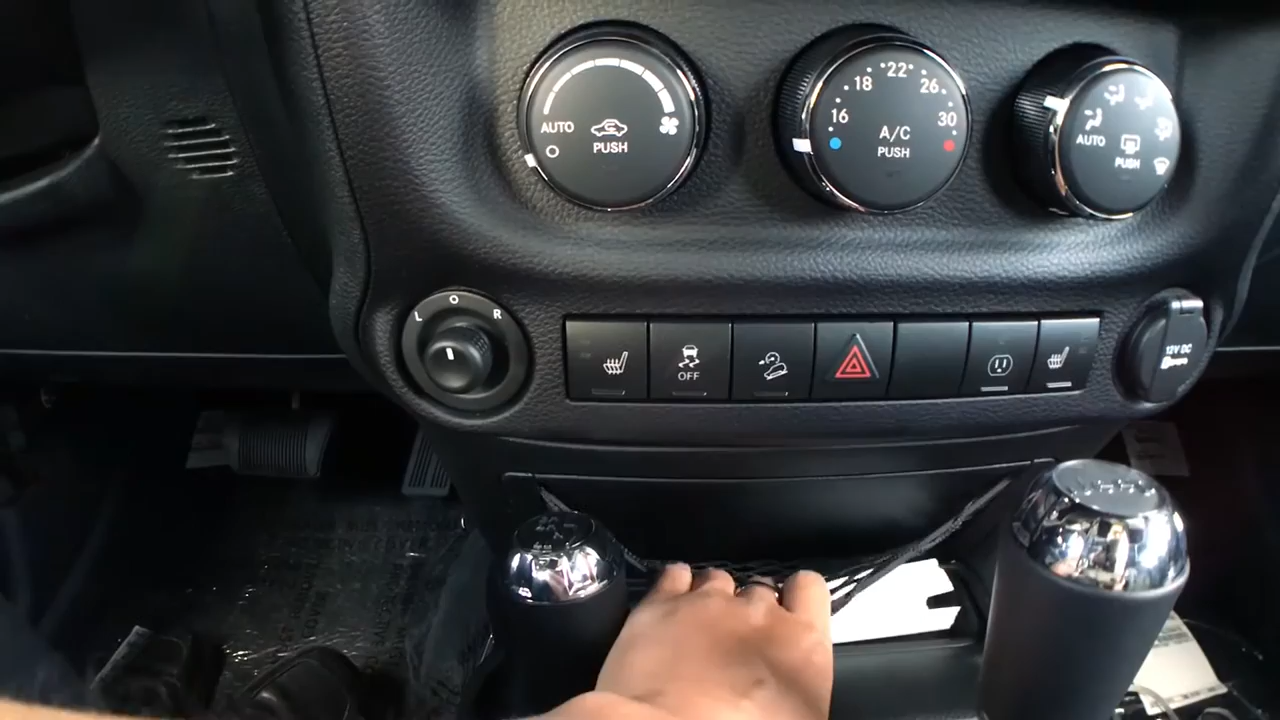 AUTO
O
PUSH
16 18 22 26 30
A/C
PUSH
AUTO
PUSH
L O R
OFF
12V DC